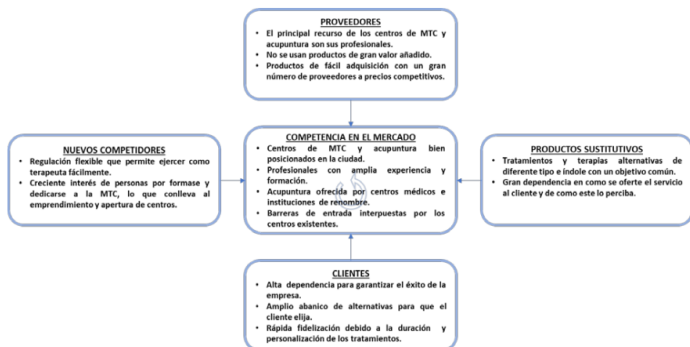 PROVEEDORES
• El principal recurso de los centros de MTC y
acupuntura son sus profesionales.
• No se usan productos de gran valor añadido.
• Productos de fácil adquisición con un gran
número de proveedores a precios competitivos.
NUEVOS COMPETIDORES
• Regulación flexible que permite ejercer como
terapeuta fácilmente.
• Creciente interés de personas por formase y
dedicarse a la MTC, lo que conlleva al
emprendimiento y apertura de centros.
COMPETENCIA EN EL MERCADO
• Centros de MTC y acupuntura bien
posicionados en la ciudad.
• Profesionales con amplia experiencia y
formación.
• Acupuntura ofrecida por centros médicos e
instituciones de renombre.
• Barreras de entrada interpuestas por los
centros existentes.
PRODUCTOS SUSTITUTIVOS
• Tratamientos y terapias alternativas de
diferente tipo e índole con un objetivo común.
• Gran dependencia en como se oferte el servicio
al cliente y de como este lo perciba.
CLIENTES
• Alta dependencia para garantizar el éxito de la
empresa.
• Amplio abanico de alternativas para que el
cliente elija.
• Rápida fidelización debido a la duración y
personalización de los tratamientos.